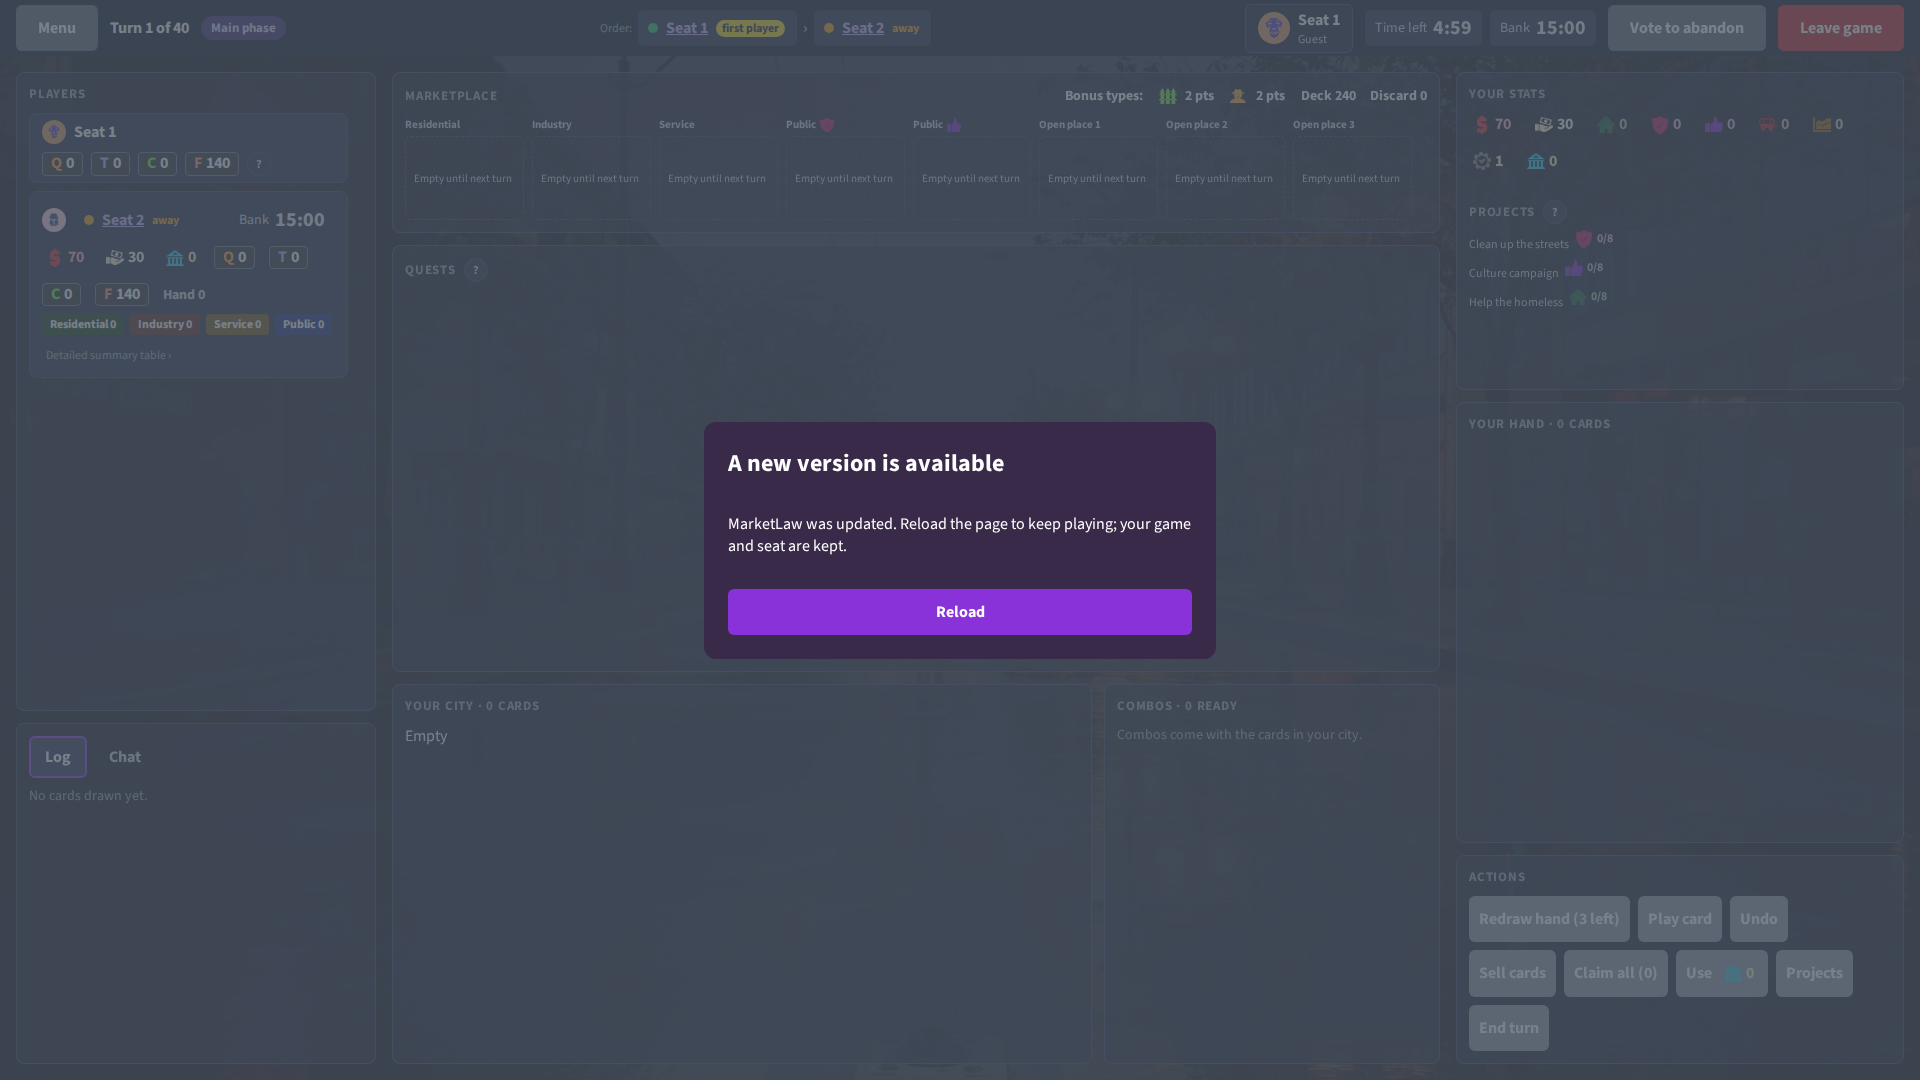 Menu
Turn 1 of 40
Main phase
Order:
Seat 1
first player
›
Seat 2
away
Seat 1
Guest
Time left 4:59
Bank 15:00
Vote to abandon
Leave game
PLAYERS
Seat 1
Q 0
T 0
C 0
F 140
?
Seat 2
away
Bank 15:00
70
30
0
Q 0
T 0
C 0
F 140
Hand 0
Residential 0
Industry 0
Service 0
Public 0
Detailed summary table ›
Log
Chat
No cards drawn yet.
MARKETPLACE
Bonus types:
2 pts
2 pts
Deck 240
Discard 0
Residential
Industry
Service
Public
Public
Open place 1
Open place 2
Open place 3
Empty until next turn
Empty until next turn
Empty until next turn
Empty until next turn
Empty until next turn
Empty until next turn
Empty until next turn
Empty until next turn
QUESTS
?
A new version is available
MarketLaw was updated. Reload the page to keep playing; your game
and seat are kept.
Reload
YOUR CITY · 0 CARDS
Empty
COMBOS · 0 READY
Combos come with the cards in your city.
YOUR STATS
70
30
0
0
0
0
0
1
0
PROJECTS
?
Clean up the streets
0/8
Culture campaign
0/8
Help the homeless
0/8
YOUR HAND · 0 CARDS
ACTIONS
Redraw hand (3 left)
Play card
Undo
Sell cards
Claim all (0)
Use 0
Projects
End turn